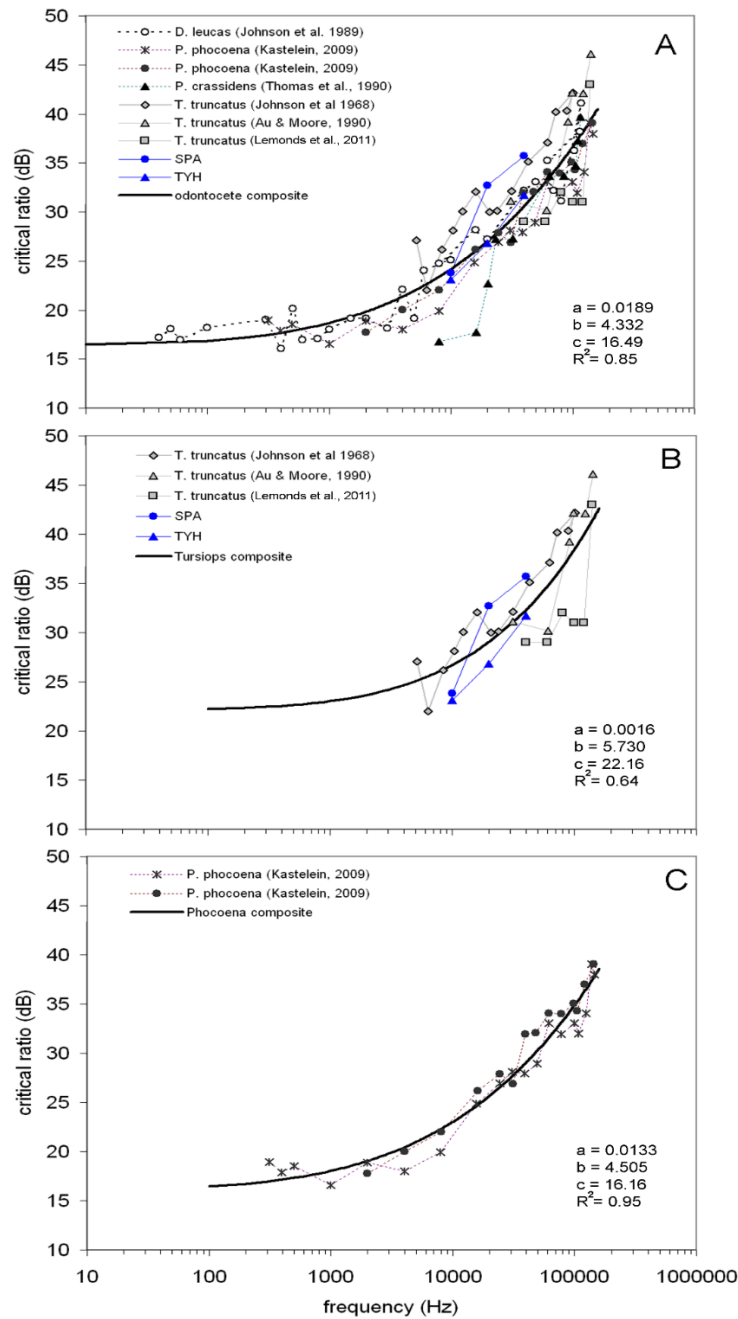 50
45
40
35
30
25
20
15
10
critical ratio (dB)
D. leucas (Johnson et al. 1989)
P. phocoena (Kastelein, 2009)
P. phocoena (Kastelein, 2009)
P. crassidens (Thomas et al., 1990)
T. truncatus (Johnson et al 1968)
T. truncatus (Au & Moore, 1990)
T. truncatus (Lemonds et al., 2011)
SPA
TYH
odontocete composite
A
a = 0.0189
b = 4.332
c = 16.49
R²= 0.85
50
45
40
35
30
25
20
15
10
critical ratio (dB)
T. truncatus (Johnson et al 1968)
T. truncatus (Au & Moore, 1990)
T. truncatus (Lemonds et al., 2011)
SPA
TYH
Tursiops composite
B
a = 0.0016
b = 5.730
c = 22.16
R²= 0.64
50
45
40
35
30
25
20
15
10
critical ratio (dB)
P. phocoena (Kastelein, 2009)
P. phocoena (Kastelein, 2009)
Phocoena composite
C
a = 0.0133
b = 4.505
c = 16.16
R²= 0.95
10 100 1000 10000 100000 1000000
frequency (Hz)